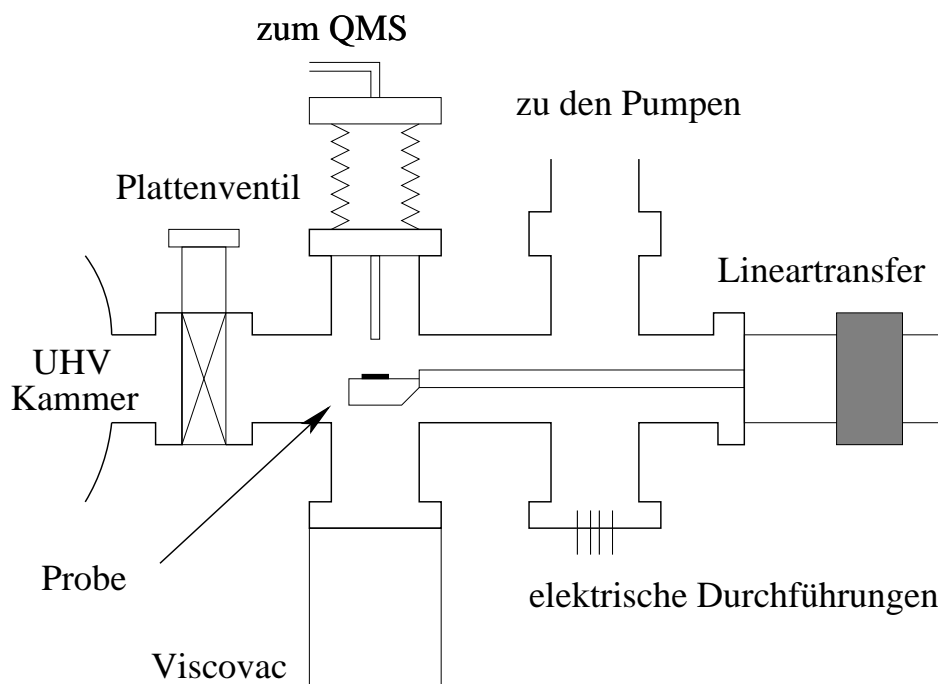 zum QMS
zu den Pumpen
Plattenventil
Lineartransfer
UHV
Kammer
Probe
elektrische Durchführungen
Viscovac